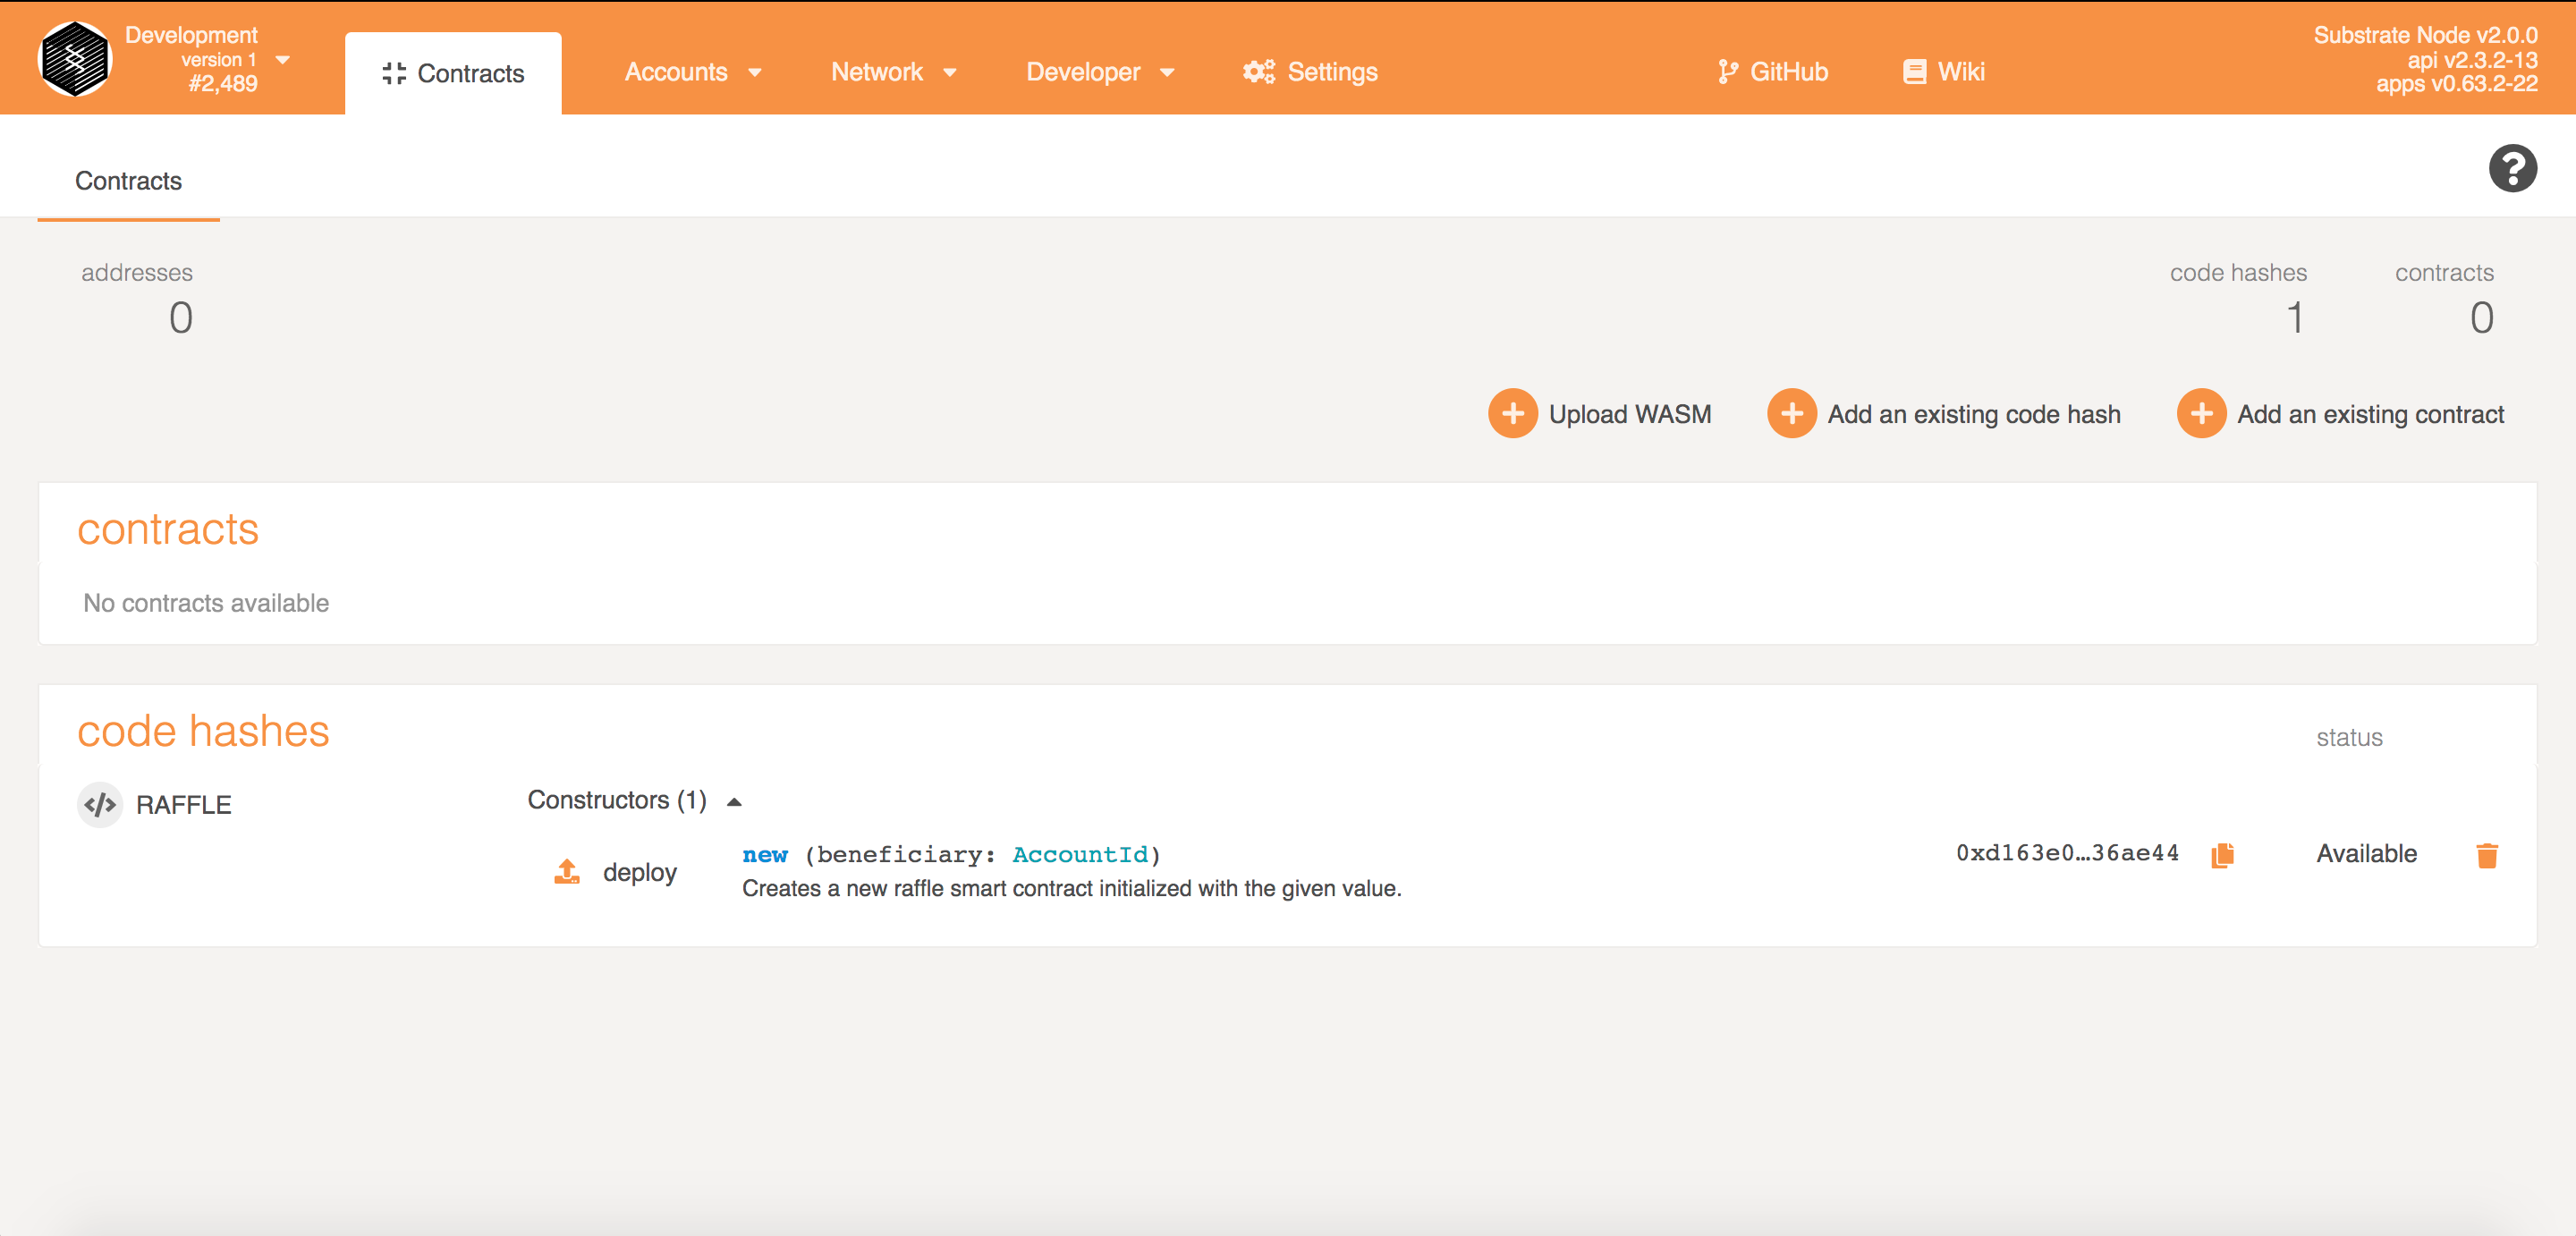 Development
version 1
#2,489
Contracts
Accounts
Network
Developer
Settings
GitHub
Wiki
Substrate Node v2.0.0
api v2.3.2-13
apps v0.63.2-22
Contracts
?
addresses
0
code hashes
1
contracts
0
Upload WASM
Add an existing code hash
Add an existing contract
contracts
No contracts available
code hashes
status
</> RAFFLE
Constructors (1)
deploy
new (beneficiary: AccountId)
Creates a new raffle smart contract initialized with the given value.
0xd163e0…36ae44
Available